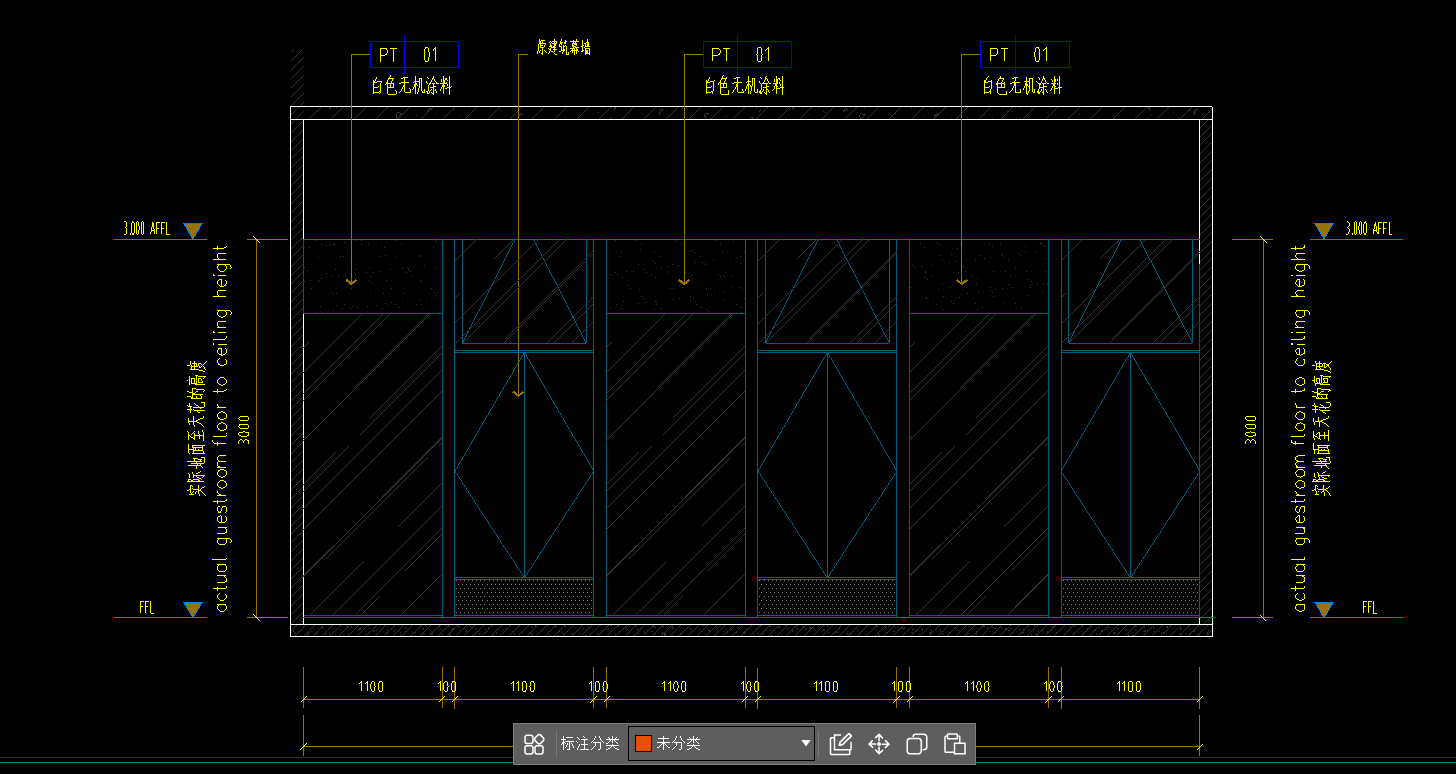 PT 01
白色无机涂料
原建筑幕墙
PT 01
白色无机涂料
PT 01
白色无机涂料
3.000 AFFL
3.000 AFFL
实际地面至天花的高度
actual guestroom floor to ceiling height
3000
3000
actual guestroom floor to ceiling height
实际地面至天花的高度
FFL
FFL
1100 100 1100 100 1100 100 1100 100 1100 100 1100
标注分类 未分类